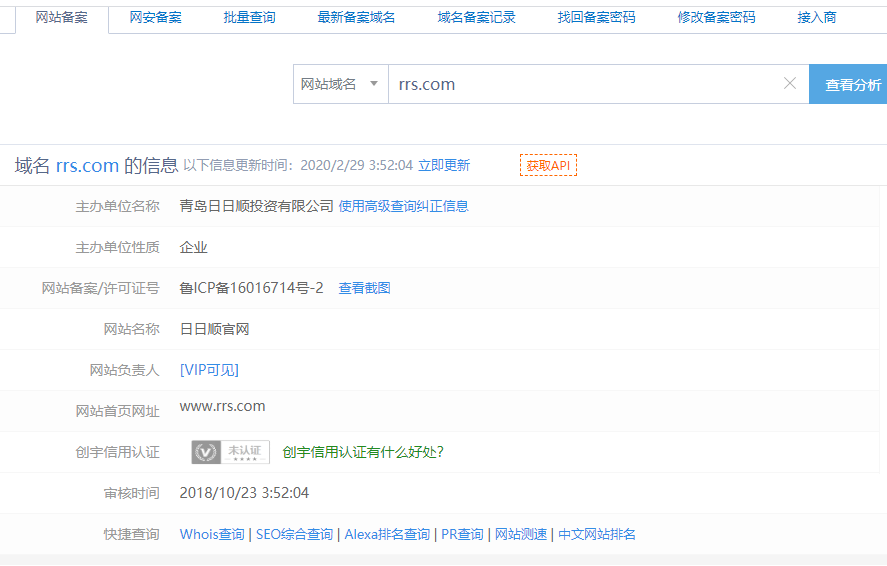 网站备案 网安备案 批量查询 最新备案域名 域名备案记录 找回备案密码 修改备案密码 接入商
网站域名 rrs.com 查看分析
域名 rrs.com 的信息 以下信息更新时间：2020/2/29 3:52:04 立即更新 获取API
主办单位名称 青岛日日顺投资有限公司 使用高级查询纠正信息
主办单位性质 企业
网站备案/许可证号 鲁ICP备16016714号-2 查看截图
网站名称 日日顺官网
网站负责人 [VIP可见]
网站首页网址 www.rrs.com
创宇信用认证 未认证 创宇信用认证有什么好处?
审核时间 2018/10/23 3:52:04
快捷查询 Whois查询 | SEO综合查询 | Alexa排名查询 | PR查询 | 网站测速 | 中文网站排名